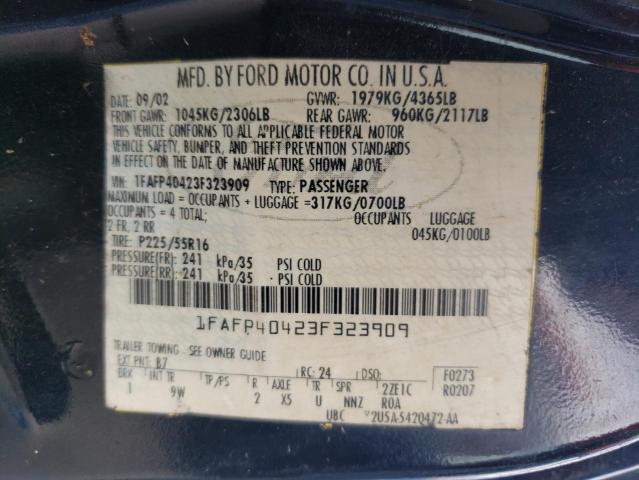 MFD. BY FORD MOTOR CO. IN U.S.A.
DATE: 09/02 GVWR: 1979KG/4365LB
FRONT GAWR: 1045KG/2306LB REAR GAWR: 960KG/2117LB
THIS VEHICLE CONFORMS TO ALL APPLICABLE FEDERAL MOTOR
VEHICLE SAFETY, BUMPER, AND THEFT PREVENTION STANDARDS
IN EFFECT ON THE DATE OF MANUFACTURE SHOWN ABOVE.
VIN: 1FAFP40423F323909 TYPE: PASSENGER
MAXIMUM LOAD = OCCUPANTS + LUGGAGE =317KG/0700LB
OCCUPANTS = 4 TOTAL: OCCUPANTS LUGGAGE
2 FR, 2 RR 045KG/0100LB
TIRE: P225/55R16
PRESSURE(FR): 241 kPa/35 PSI COLD
PRESSURE(RR): 241 kPa/35 PSI COLD
1FAFP40423F323909
TRAILER TOWING - SEE OWNER GUIDE
EXT PNT: B7 RC: 24 DSO: F0273
BRK INT TR TP/PS R AXLE TR SPR 2ZE1C R0207
1 9W 2 X5 U NNZ ROA
UBC V2U5A-5420472-AA